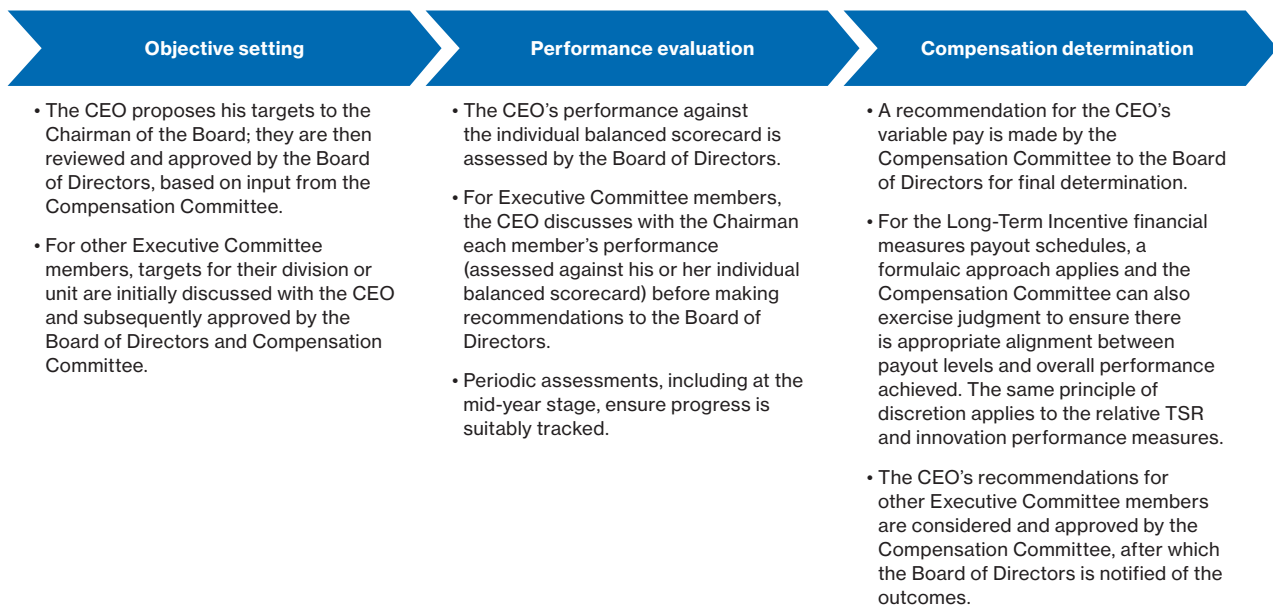 Objective setting
• The CEO proposes his targets to the
Chairman of the Board; they are then
reviewed and approved by the Board
of Directors, based on input from the
Compensation Committee.
• For other Executive Committee
members, targets for their division or
unit are initially discussed with the CEO
and subsequently approved by the
Board of Directors and Compensation
Committee.
Performance evaluation
• The CEO’s performance against
the individual balanced scorecard is
assessed by the Board of Directors.
• For Executive Committee members,
the CEO discusses with the Chairman
each member’s performance
(assessed against his or her individual
balanced scorecard) before making
recommendations to the Board of
Directors.
• Periodic assessments, including at the
mid-year stage, ensure progress is
suitably tracked.
Compensation determination
• A recommendation for the CEO’s
variable pay is made by the
Compensation Committee to the Board
of Directors for final determination.
• For the Long-Term Incentive financial
measures payout schedules, a
formulaic approach applies and the
Compensation Committee can also
exercise judgment to ensure there
is appropriate alignment between
payout levels and overall performance
achieved. The same principle of
discretion applies to the relative TSR
and innovation performance measures.
• The CEO’s recommendations for
other Executive Committee members
are considered and approved by the
Compensation Committee, after which
the Board of Directors is notified of the
outcomes.